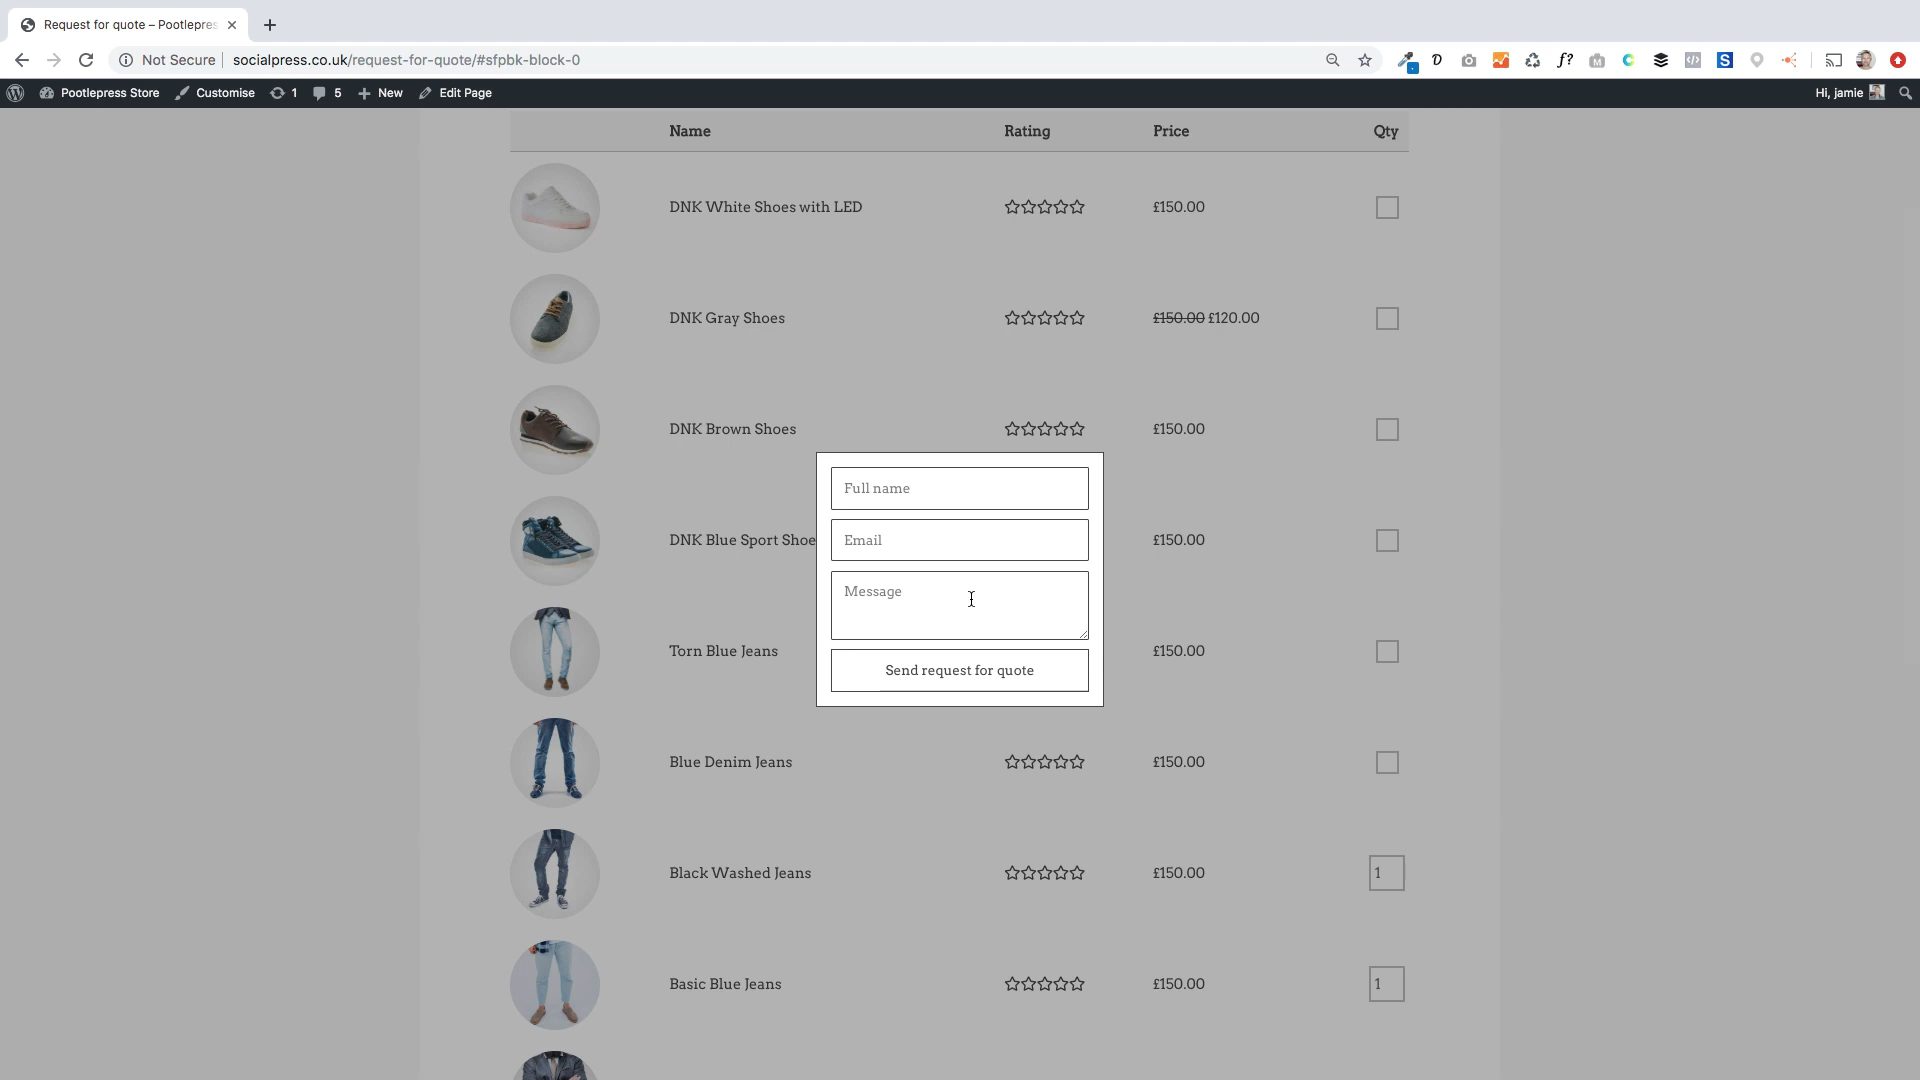 Request for quote – Pootlepres
Not Secure socialpress.co.uk/request-for-quote/#sfpbk-block-0
Pootlepress Store Customise 1 5 New Edit Page Hi, jamie
Name Rating Price Qty
DNK White Shoes with LED £150.00
DNK Gray Shoes £150.00 £120.00
DNK Brown Shoes £150.00
Full name
DNK Blue Sport Shoe Email £150.00
Message
Torn Blue Jeans £150.00
Send request for quote
Blue Denim Jeans £150.00
Black Washed Jeans £150.00 1
Basic Blue Jeans £150.00 1